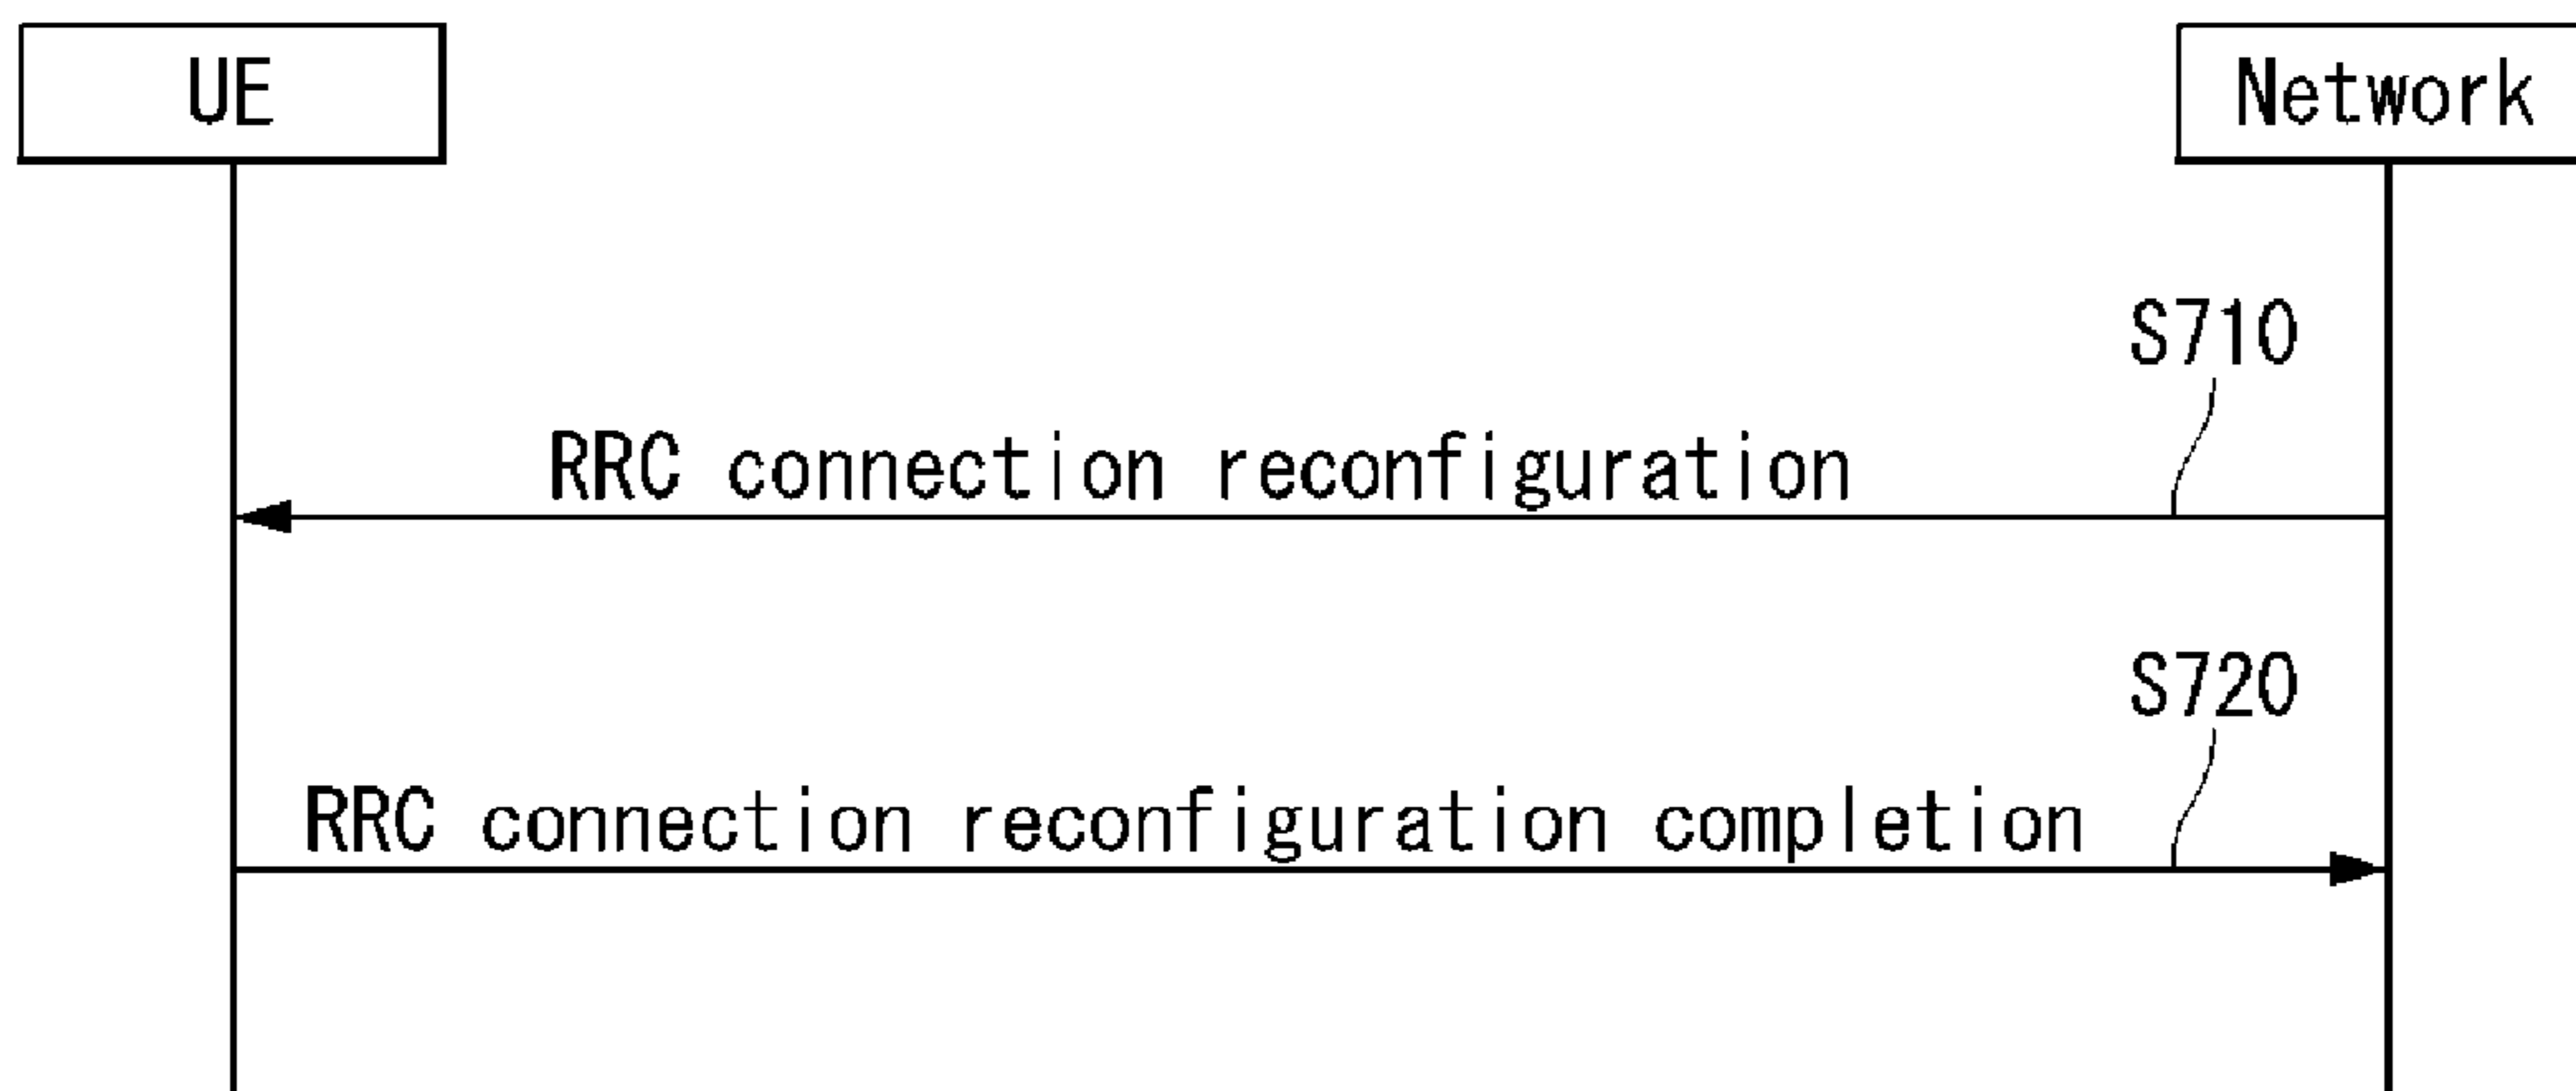 UE
Network
S710
RRC connection reconfiguration
S720
RRC connection reconfiguration completion